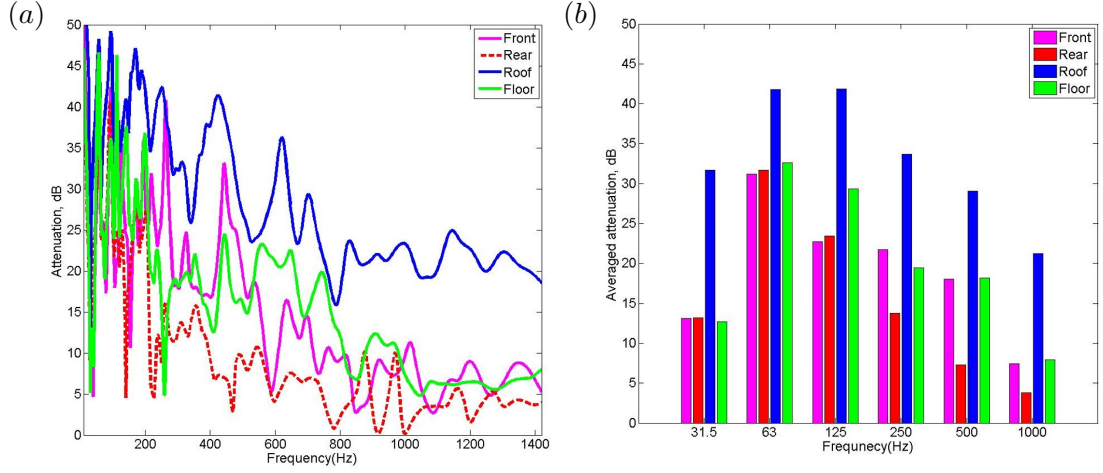 (a)
50
45
40
35
30
25
20
15
10
5
0
Attenuation, dB
200 400 600 800 1000 1200 1400
Frequency(Hz)
Front
Rear
Roof
Floor
(b)
50
45
40
35
30
25
20
15
10
5
0
Averaged attenuation, dB
31.5 63 125 250 500 1000
Frequnecy(Hz)
Front
Rear
Roof
Floor